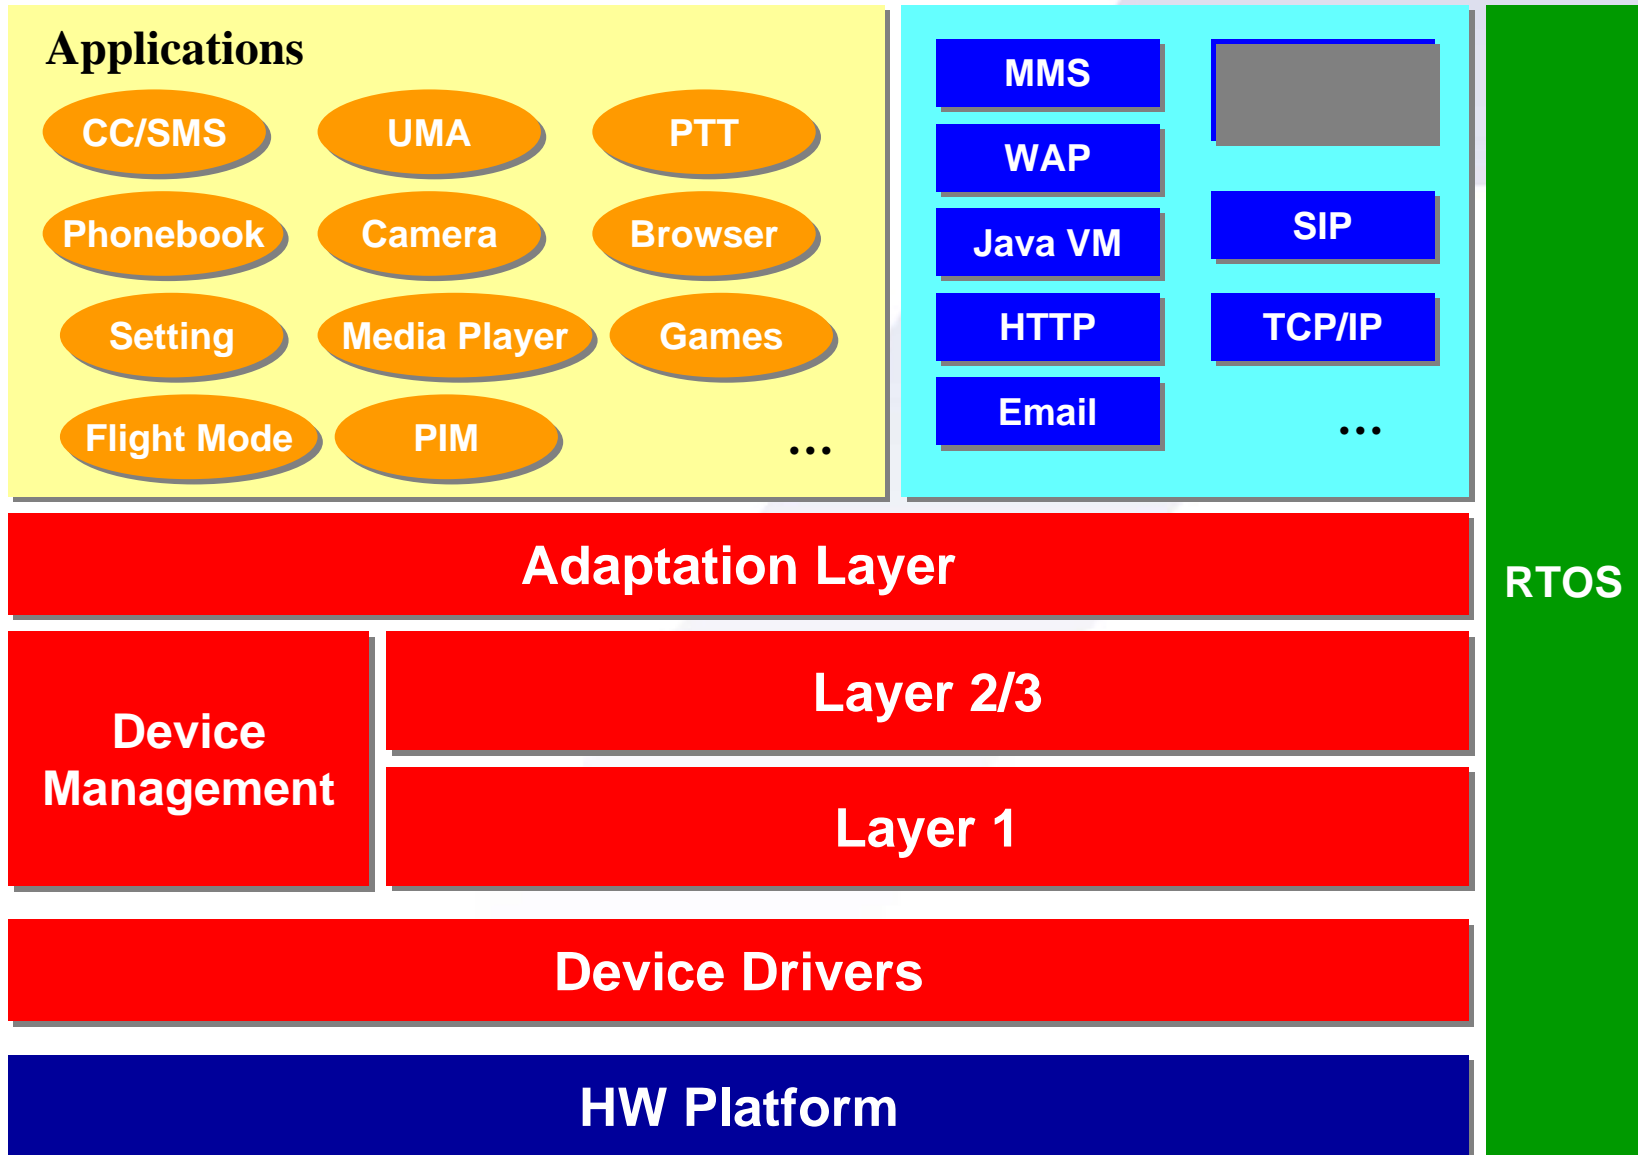 Applications
CC/SMS
UMA
PTT
Phonebook
Camera
Browser
Setting
Media Player
Games
Flight Mode
PIM
...
MMS
WAP
Java VM
HTTP
Email
SIP
TCP/IP
...
Adaptation Layer
RTOS
Device
Management
Layer 2/3
Layer 1
Device Drivers
HW Platform